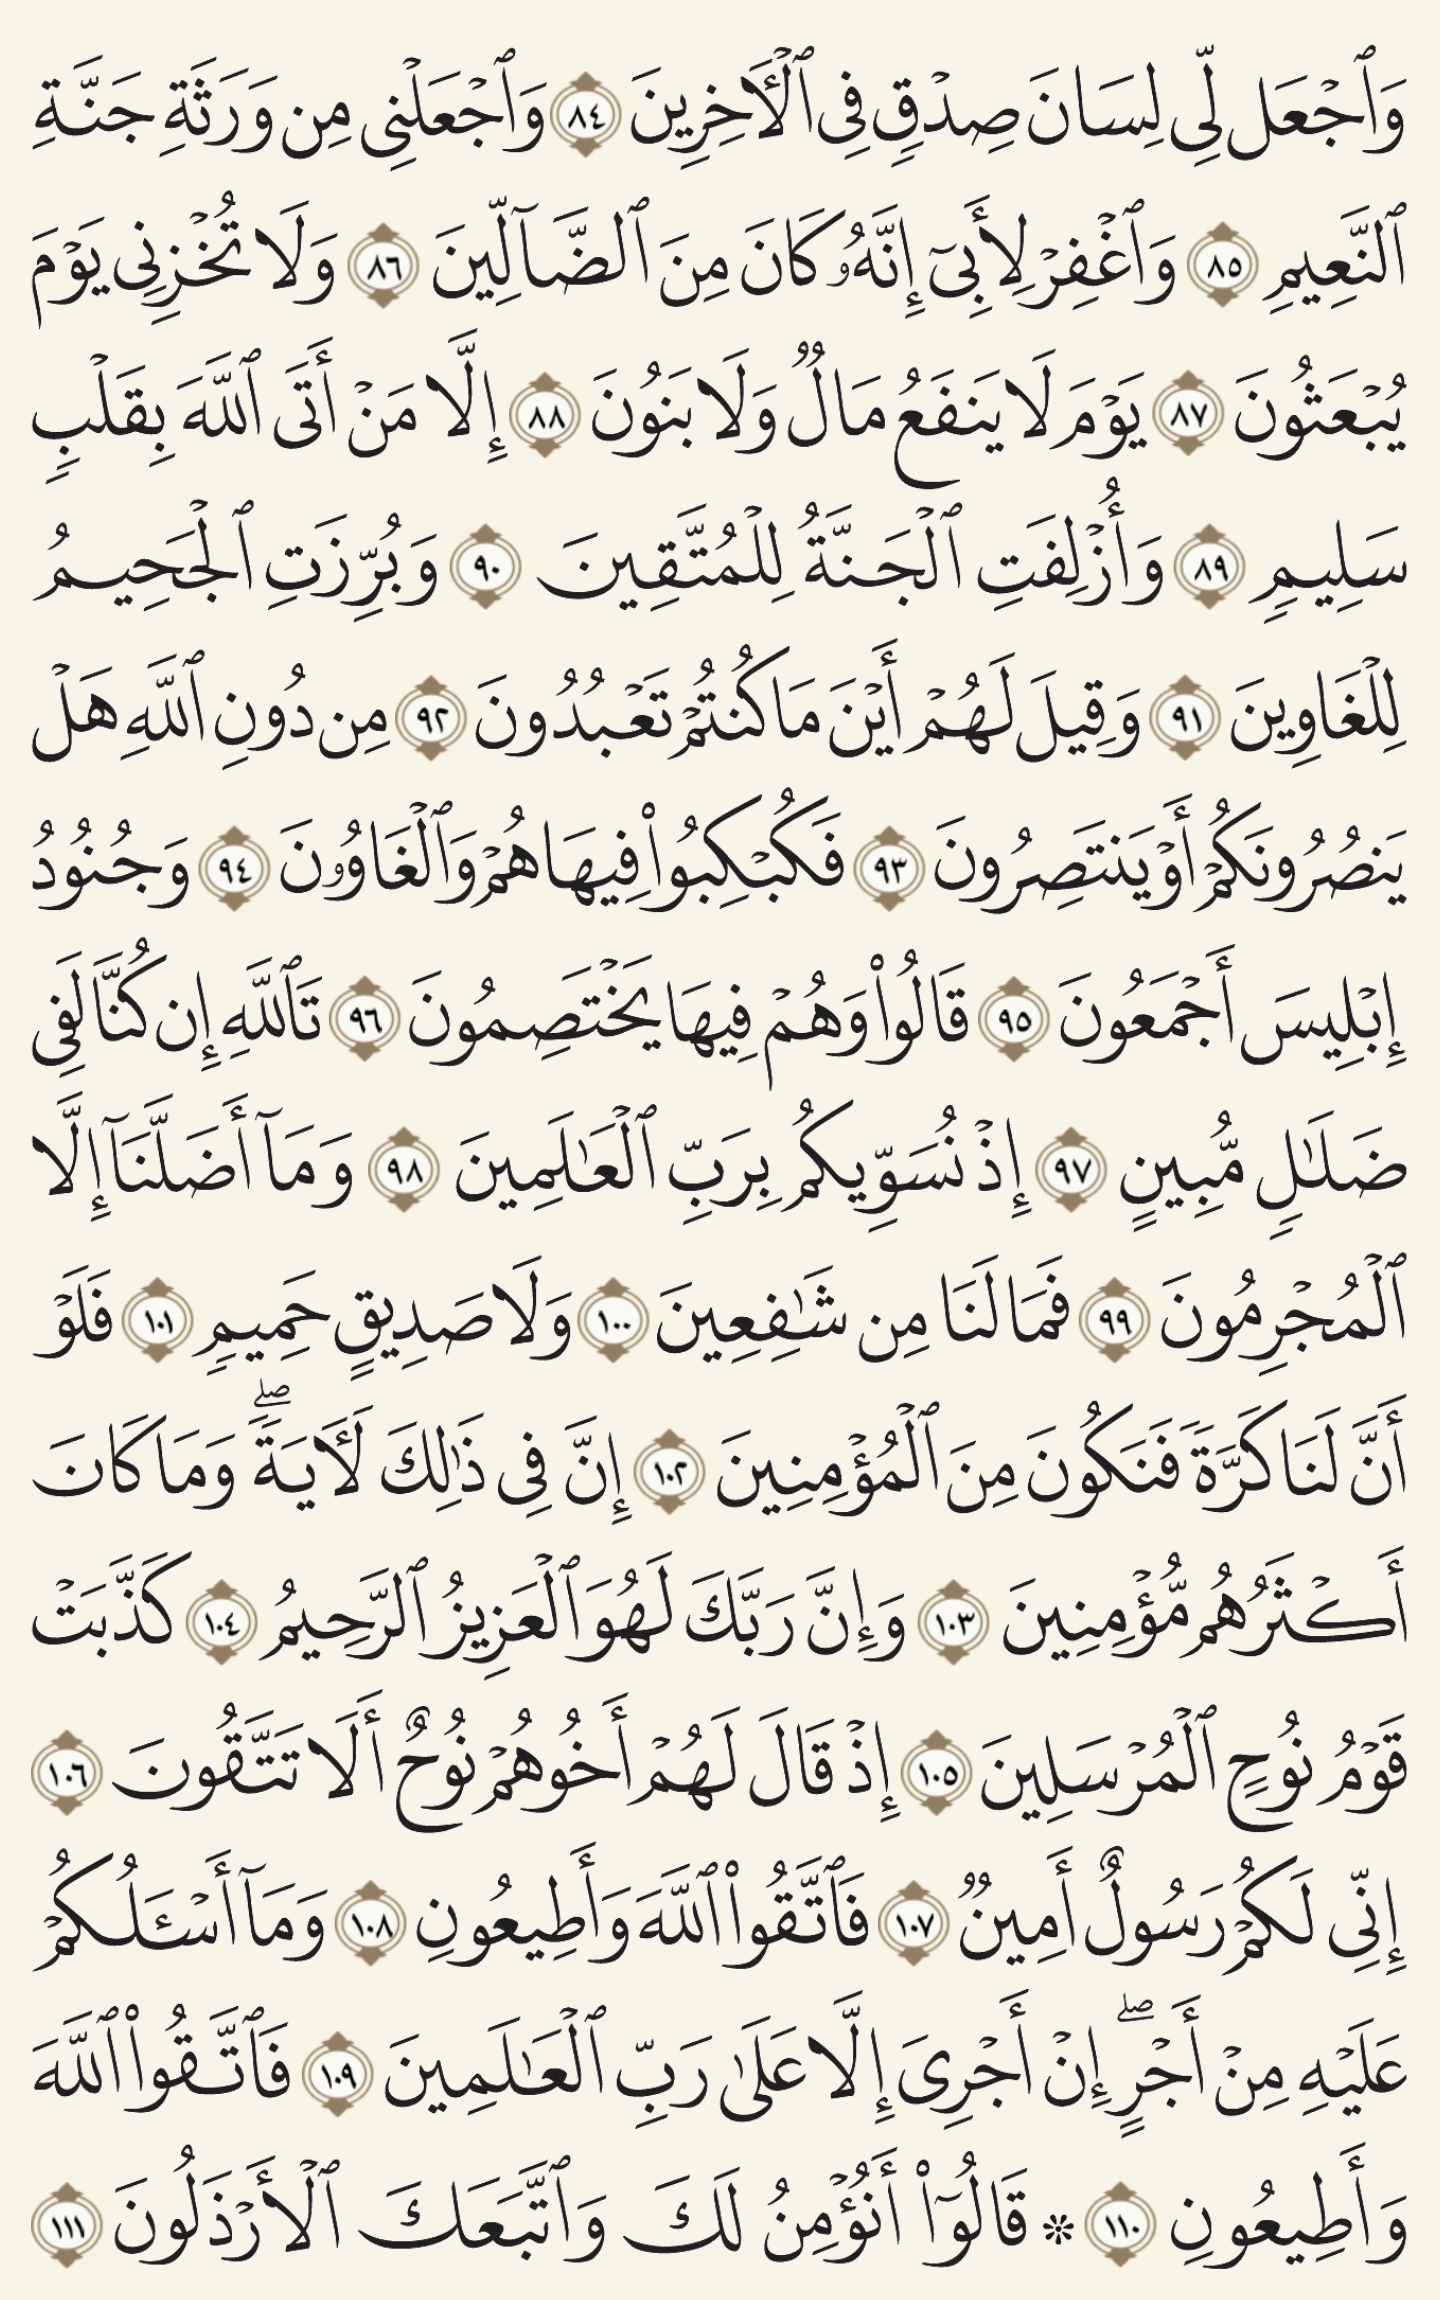 وَٱجۡعَل لِّي لِسَانَ صِدۡقٖ فِي ٱلۡأٓخِرِينَ ٨٤ وَٱجۡعَلۡنِي مِن وَرَثَةِ جَنَّةِ
ٱلنَّعِيمِ ٨٥ وَٱغۡفِرۡ لِأَبِيٓ إِنَّهُۥ كَانَ مِنَ ٱلضَّآلِّينَ ٨٦ وَلَا تُخۡزِنِي يَوۡمَ
يُبۡعَثُونَ ٨٧ يَوۡمَ لَا يَنفَعُ مَالٞ وَلَا بَنُونَ ٨٨ إِلَّا مَنۡ أَتَى ٱللَّهَ بِقَلۡبٖ
سَلِيمٖ ٨٩ وَأُزۡلِفَتِ ٱلۡجَنَّةُ لِلۡمُتَّقِينَ ٩٠ وَبُرِّزَتِ ٱلۡجَحِيمُ
لِلۡغَاوِينَ ٩١ وَقِيلَ لَهُمۡ أَيۡنَ مَا كُنتُمۡ تَعۡبُدُونَ ٩٢ مِن دُونِ ٱللَّهِ هَلۡ
يَنصُرُونَكُمۡ أَوۡ يَنتَصِرُونَ ٩٣ فَكُبۡكِبُواْ فِيهَا هُمۡ وَٱلۡغَاوُۥنَ ٩٤ وَجُنُودُ
إِبۡلِيسَ أَجۡمَعُونَ ٩٥ قَالُواْ وَهُمۡ فِيهَا يَخۡتَصِمُونَ ٩٦ تَٱللَّهِ إِن كُنَّا لَفِي
ضَلَٰلٖ مُّبِينٍ ٩٧ إِذۡ نُسَوِّيكُم بِرَبِّ ٱلۡعَٰلَمِينَ ٩٨ وَمَآ أَضَلَّنَآ إِلَّا
ٱلۡمُجۡرِمُونَ ٩٩ فَمَا لَنَا مِن شَٰفِعِينَ ١٠٠ وَلَا صَدِيقٍ حَمِيمٖ ١٠١ فَلَوۡ
أَنَّ لَنَا كَرَّةٗ فَنَكُونَ مِنَ ٱلۡمُؤۡمِنِينَ ١٠٢ إِنَّ فِي ذَٰلِكَ لَأٓيَةٗۖ وَمَا كَانَ
أَكۡثَرُهُم مُّؤۡمِنِينَ ١٠٣ وَإِنَّ رَبَّكَ لَهُوَ ٱلۡعَزِيزُ ٱلرَّحِيمُ ١٠٤ كَذَّبَتۡ
قَوۡمُ نُوحٍ ٱلۡمُرۡسَلِينَ ١٠٥ إِذۡ قَالَ لَهُمۡ أَخُوهُمۡ نُوحٌ أَلَا تَتَّقُونَ ١٠٦
إِنِّي لَكُمۡ رَسُولٌ أَمِينٞ ١٠٧ فَٱتَّقُواْ ٱللَّهَ وَأَطِيعُونِ ١٠٨ وَمَآ أَسۡـَٔلُكُمۡ
عَلَيۡهِ مِنۡ أَجۡرٍۖ إِنۡ أَجۡرِيَ إِلَّا عَلَىٰ رَبِّ ٱلۡعَٰلَمِينَ ١٠٩ فَٱتَّقُواْ ٱللَّهَ
وَأَطِيعُونِ ١١٠ ۞ قَالُوٓاْ أَنُؤۡمِنُ لَكَ وَٱتَّبَعَكَ ٱلۡأَرۡذَلُونَ ١١١